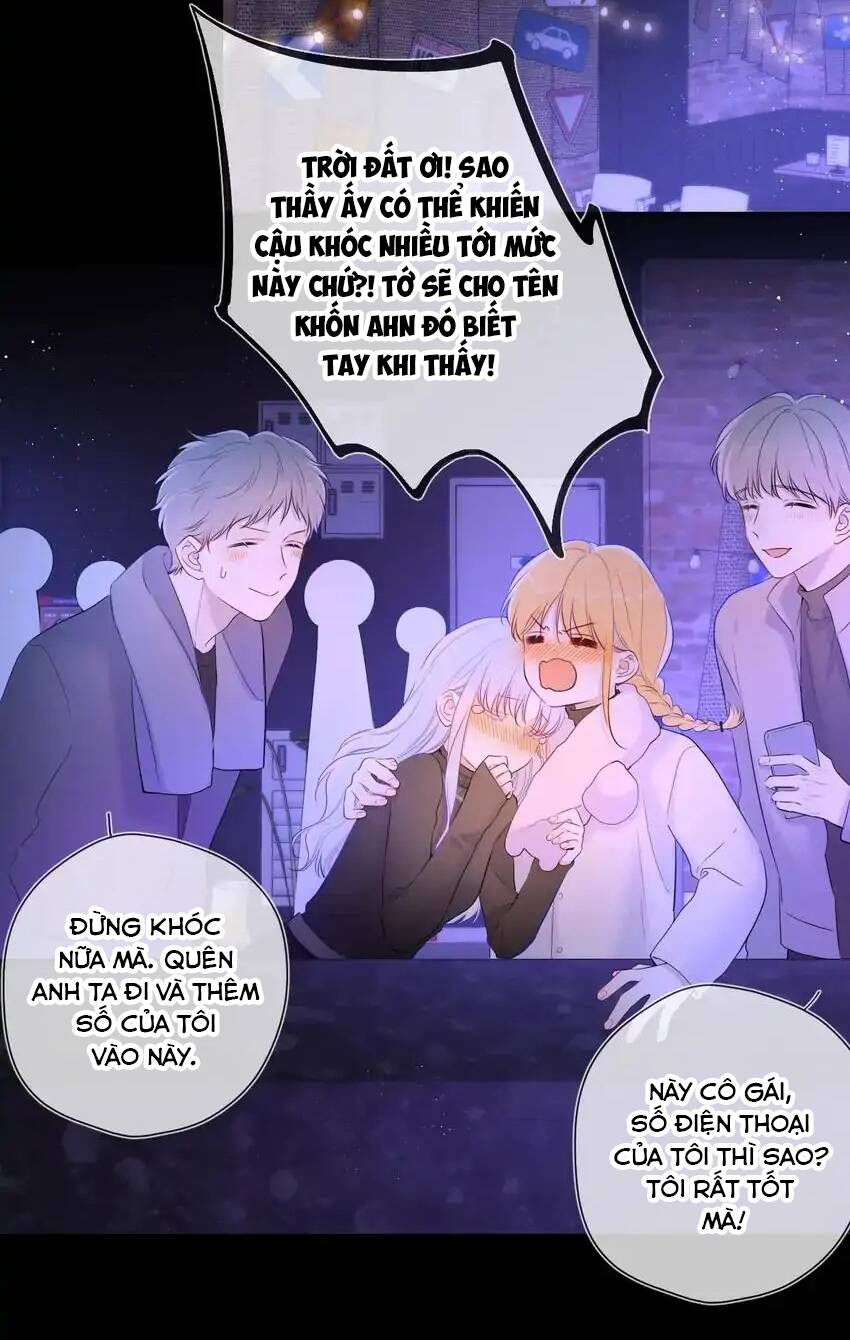 TRỜI ĐẤT ƠI! SAO
THẦY ẤY CÓ THỂ KHIẾN
CẬU KHÓC NHIỀU TỚI MỨC
NÀY CHỨ?! TỚ SẼ CHO TÊN
KHỐN AHN ĐÓ BIẾT
TAY KHI THẤY!
ĐỪNG KHÓC
NỮA MÀ. QUÊN
ANH TA ĐI VÀ THÊM
SỐ CỦA TÔI
VÀO NÀY.
NÀY CÔ GÁI,
SỐ ĐIỆN THOẠI
CỦA TÔI THÌ SAO?
TÔI RẤT TỐT
MÀ!